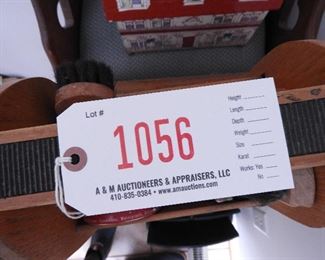 Lot #
1056
Height
Length
Depth
Weight
Size
Karat
Works: Yes
No
A & M AUCTIONEERS & APPRAISERS, LLC
410-835-0384 • www.amauctions.com